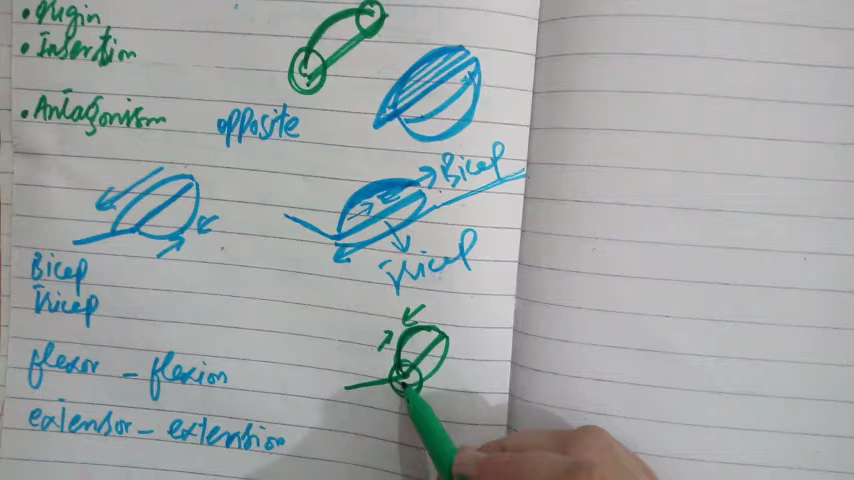 • Origin
• Insertion
• Antagonism opposite
Bicep
Tricep
Bicep
Tricep
flexor - flexion
extensor - extension